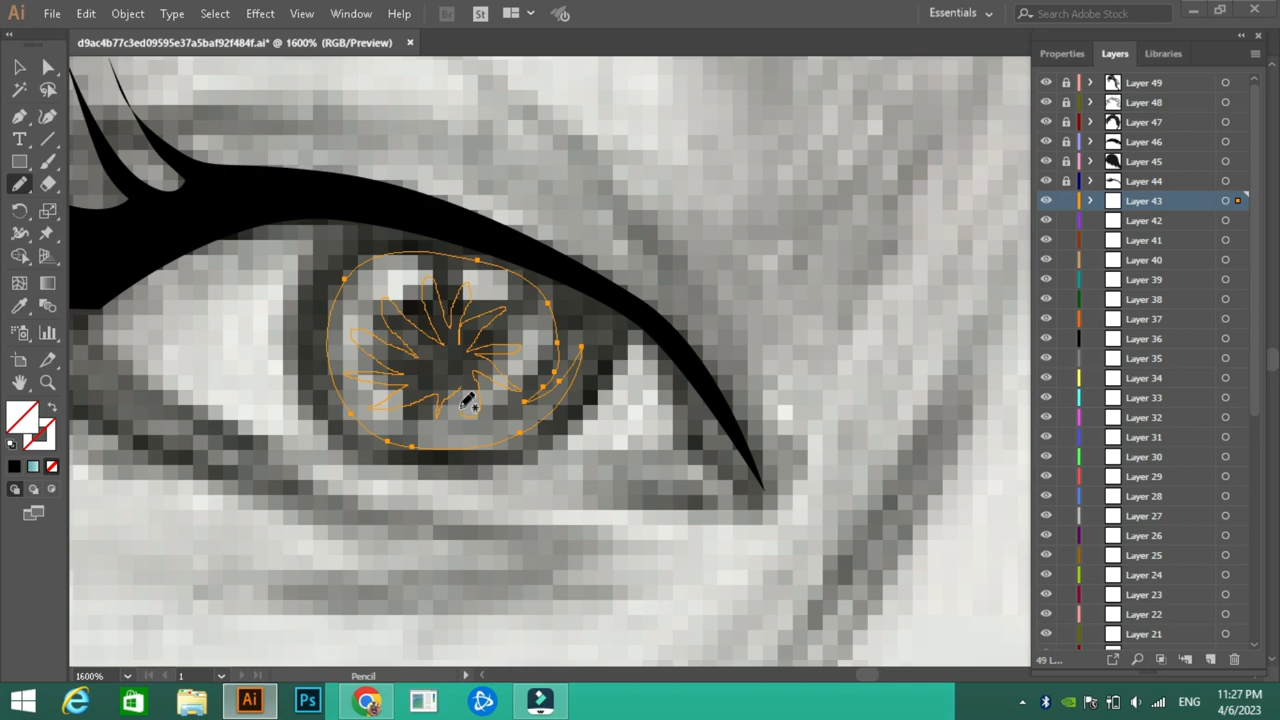 Ai File Edit Object Type Select Effect View Window Help Br St Essentials Search Adobe Stock
d9ac4b77c3ed09595e37a5baf92f484f.ai* @ 1600% (RGB/Preview)
Properties Layers Libraries
Layer 49
Layer 48
Layer 47
Layer 46
Layer 45
Layer 44
Layer 43
Layer 42
Layer 41
Layer 40
Layer 39
Layer 38
Layer 37
Layer 36
Layer 35
Layer 34
Layer 33
Layer 32
Layer 31
Layer 30
Layer 29
Layer 28
Layer 27
Layer 26
Layer 25
Layer 24
Layer 23
Layer 22
Layer 21
49 L...
1600% 1 Pencil
Ai Ps ENG
11:27 PM
4/6/2023